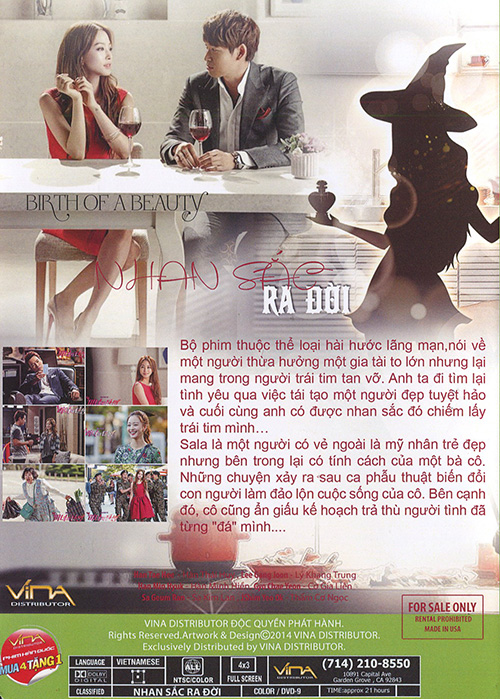 BIRTH OF A BEAUTY
NHAN SẮC
RA ĐỜI
Bộ phim thuộc thể loại hài hước lãng mạn,nói về
một người thừa hưởng một gia tài to lớn nhưng lại
mang trong người trái tim tan vỡ. Anh ta đi tìm lại
tình yêu qua việc tái tạo một người đẹp tuyệt hảo
và cuối cùng anh có được nhan sắc đó chiếm lấy
trái tim mình...
Sala là một người có vẻ ngoài là mỹ nhân trẻ đẹp
nhưng bên trong lại có tính cách của một bà cô.
Những chuyện xảy ra sau ca phẫu thuật biến đổi
con người làm đảo lộn cuộc sống của cô. Bên cạnh
đó, cô cũng ẩn giấu kế hoạch trả thù người tình đã
từng "đá" mình....
Lý Khang Trung
Ngọc
VINA
DISTRIBUTOR
FOR SALE ONLY
RENTAL PROHIBITED
MADE IN USA
VINA DISTRIBUTOR ĐỘC QUYỀN PHÁT HÀNH.
Rights Reserved.Artwork & Design©2014 VINA DISTRIBUTOR.
Exclusively Distributed by VINA DISTRIBUTOR.
VINA
DISTRIBUTOR
PHIM HÀN QUỐC
MUA 4 TẶNG 1
LANGUAGE
VIETNAMESE
DOLBY
DIGITAL
STEREO
ALL
NTSC/COLOR
4x3
FULL SCREEN
VINA
DISTRIBUTOR
(714) 210-8550
10891 Capital Ave
Garden Grove , CA 92843
CLASSIFIED
NHAN SẮC RA ĐỜI
COLOR / DVD-9
TIME:approx 21 hours